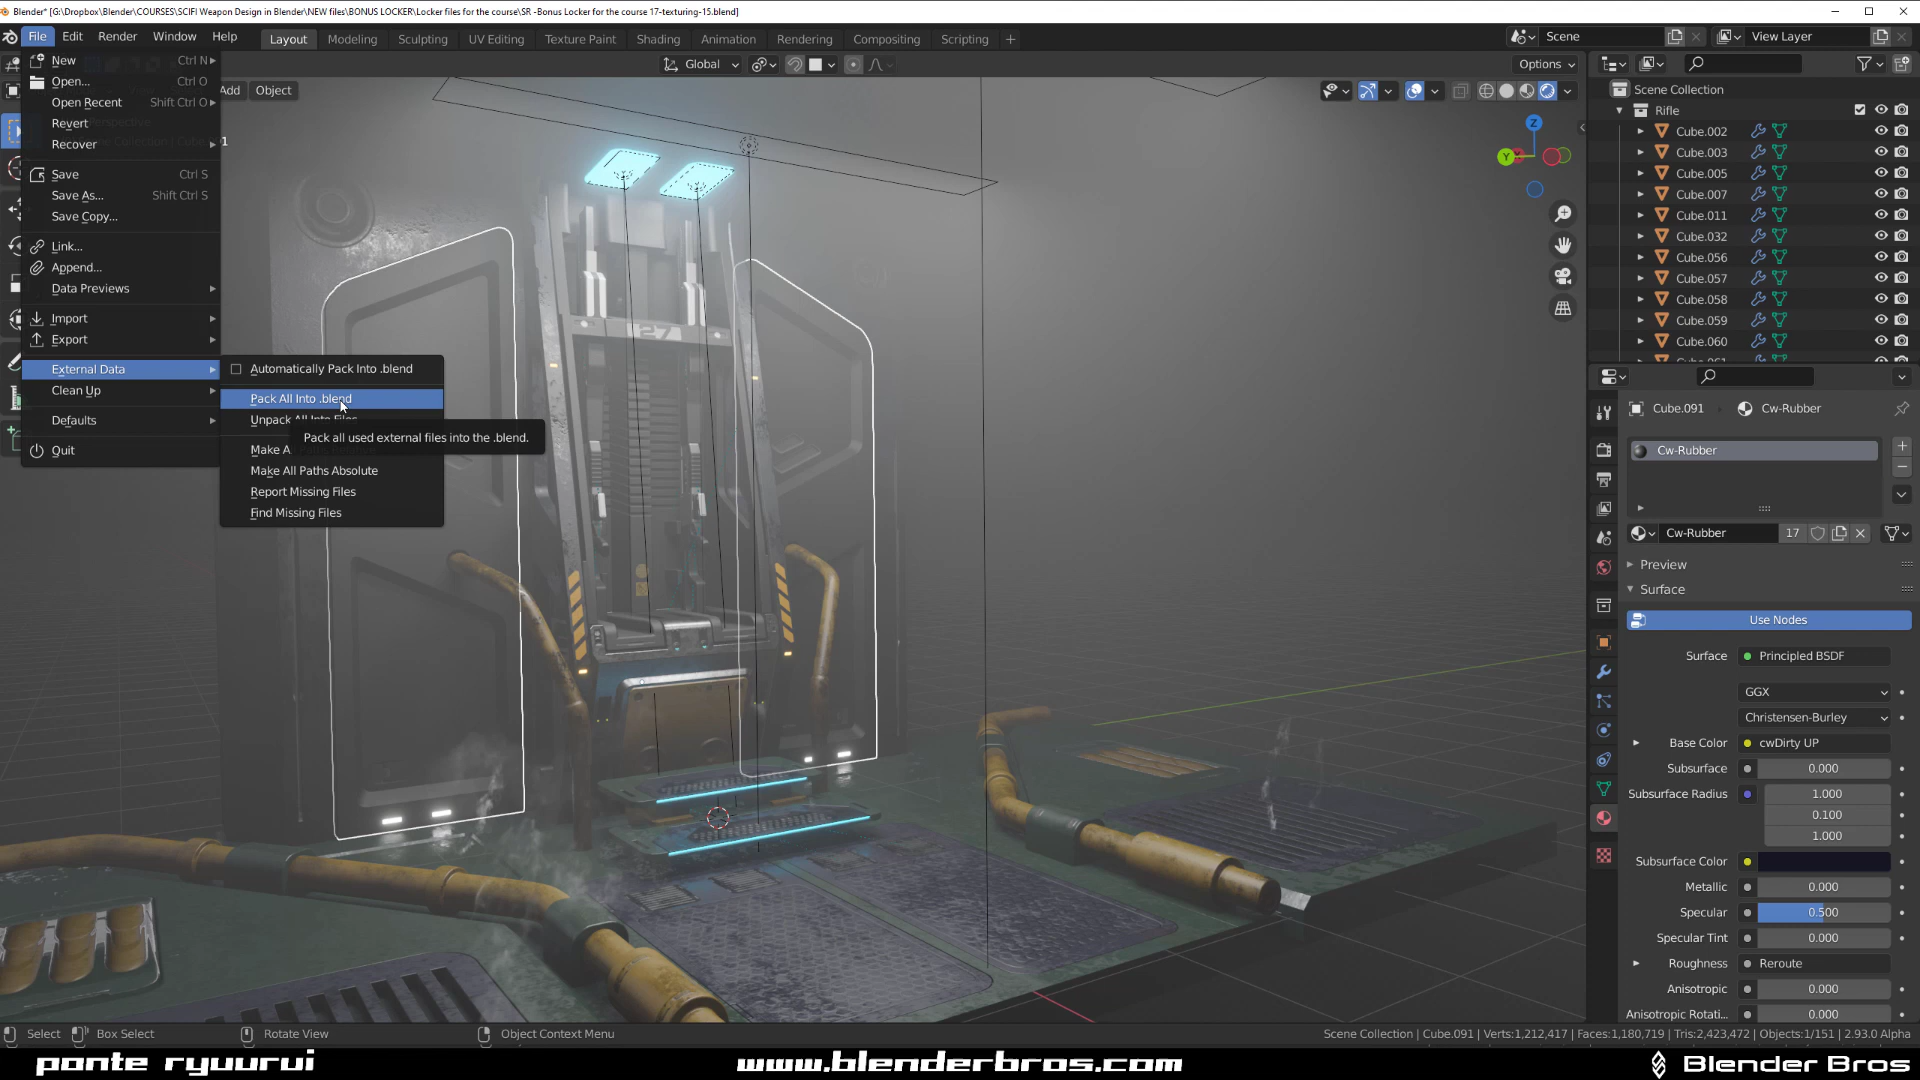 Blender* [G:\Dropbox\Blender\COURSES\SCIFI Weapon Design in Blender\NEW files\BONUS LOCKER\Locker files for the course\SR -Bonus Locker for the course 17-texturing-15.blend]
File Edit Render Window Help Layout Modeling Sculpting UV Editing Texture Paint Shading Animation Rendering Compositing Scripting + Scene View Layer
Global Options
Add Object
New Ctrl N
Open... Ctrl O
Open Recent Shift Ctrl O
Revert
Recover
Save Ctrl S
Save As... Shift Ctrl S
Save Copy...
Link...
Append...
Data Previews
Import
Export
External Data
Clean Up
Defaults
Quit
Automatically Pack Into .blend
Pack All Into .blend
Unpack All Into Files
Pack all used external files into the .blend.
Make A
Make All Paths Absolute
Report Missing Files
Find Missing Files
27
Z
Y
Scene Collection
Rifle
Cube.002
Cube.003
Cube.005
Cube.007
Cube.011
Cube.032
Cube.056
Cube.057
Cube.058
Cube.059
Cube.060
Cube.061
Cube.091 Cw-Rubber
Cw-Rubber
Cw-Rubber 17
Preview
Surface
Use Nodes
Surface Principled BSDF
GGX
Christensen-Burley
Base Color cwDirty UP
Subsurface 0.000
Subsurface Radius 1.000
0.100
1.000
Subsurface Color
Metallic 0.000
Specular 0.500
Specular Tint 0.000
Roughness Reroute
Anisotropic 0.000
Anisotropic Rotati... 0.000
Select Box Select Rotate View Object Context Menu Scene Collection | Cube.091 | Verts:1,212,417 | Faces:1,180,719 | Tris:2,423,472 | Objects:1/151 | 2.93.0 Alpha
ponte ryuurui www.blenderbros.com Blender Bros